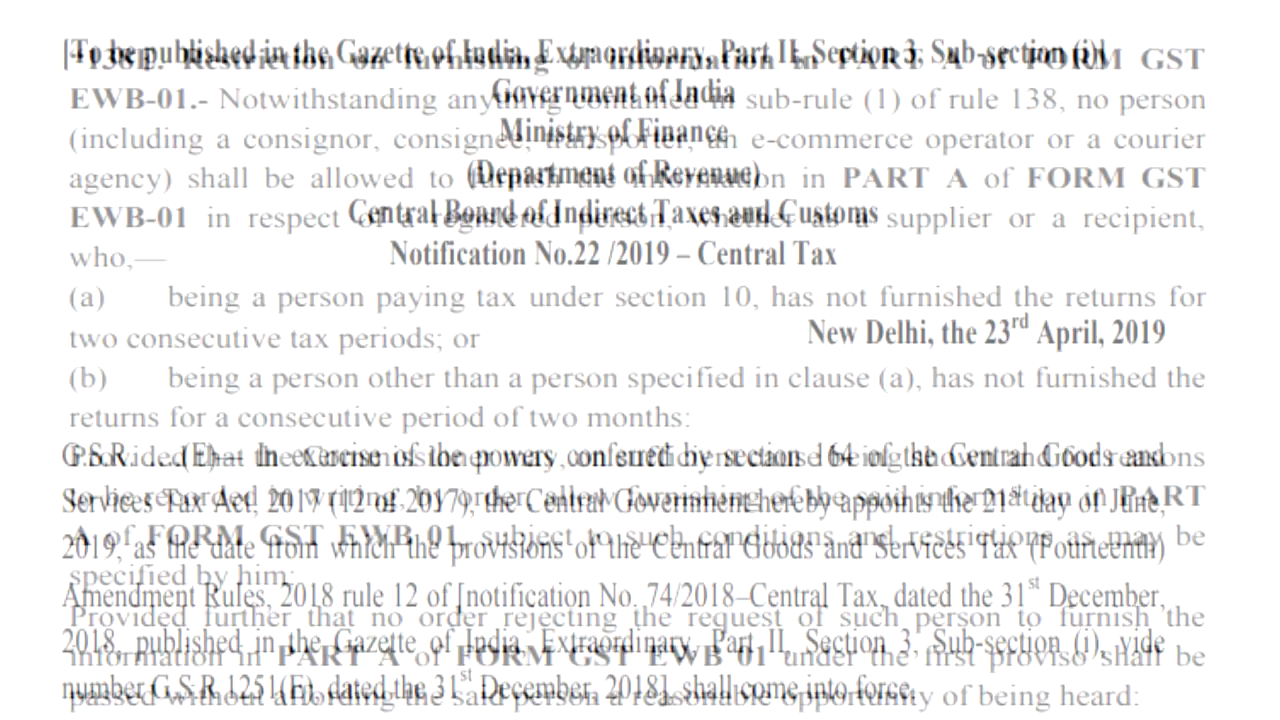 [To be published in the Gazette of India, Extraordinary, Part II, Section 3, Sub-section (i)]
Government of India
Ministry of Finance
(Department of Revenue)
Central Board of Indirect Taxes and Customs
Notification No.22 /2019 – Central Tax
New Delhi, the 23rd April, 2019
G.S.R. ....(E)— In exercise of the powers conferred by section 164 of the Central Goods and
Services Tax Act, 2017 (12 of 2017), the Central Government hereby appoints the 21st day of June,
2019, as the date from which the provisions of the Central Goods and Services Tax (Fourteenth)
Amendment Rules, 2018 rule 12 of [notification No. 74/2018–Central Tax, dated the 31st December,
2018, published in the Gazette of India, Extraordinary, Part II, Section 3, Sub-section (i), vide
number G.S.R.1251(E), dated the 31st December, 2018], shall come into force.
Restriction on furnishing of information in PART A of FORM GST
EWB-01.- Notwithstanding anything contained in sub-rule (1) of rule 138, no person
(including a consignor, consignee, transporter, an e-commerce operator or a courier
agency) shall be allowed to furnish the information in PART A of FORM GST
EWB-01 in respect of a registered person, whether as a supplier or a recipient,
who,—
(a) being a person paying tax under section 10, has not furnished the returns for
two consecutive tax periods; or
(b) being a person other than a person specified in clause (a), has not furnished the
returns for a consecutive period of two months:
Provided that the Commissioner may, on sufficient cause being shown and for reasons
to be recorded in writing, by order, allow furnishing of the said information in PART
A of FORM GST EWB-01, subject to such conditions and restrictions as may be
specified by him:
Provided further that no order rejecting the request of such person to furnish the
information in PART A of FORM GST EWB 01 under the first proviso shall be
passed without affording the said person a reasonable opportunity of being heard: